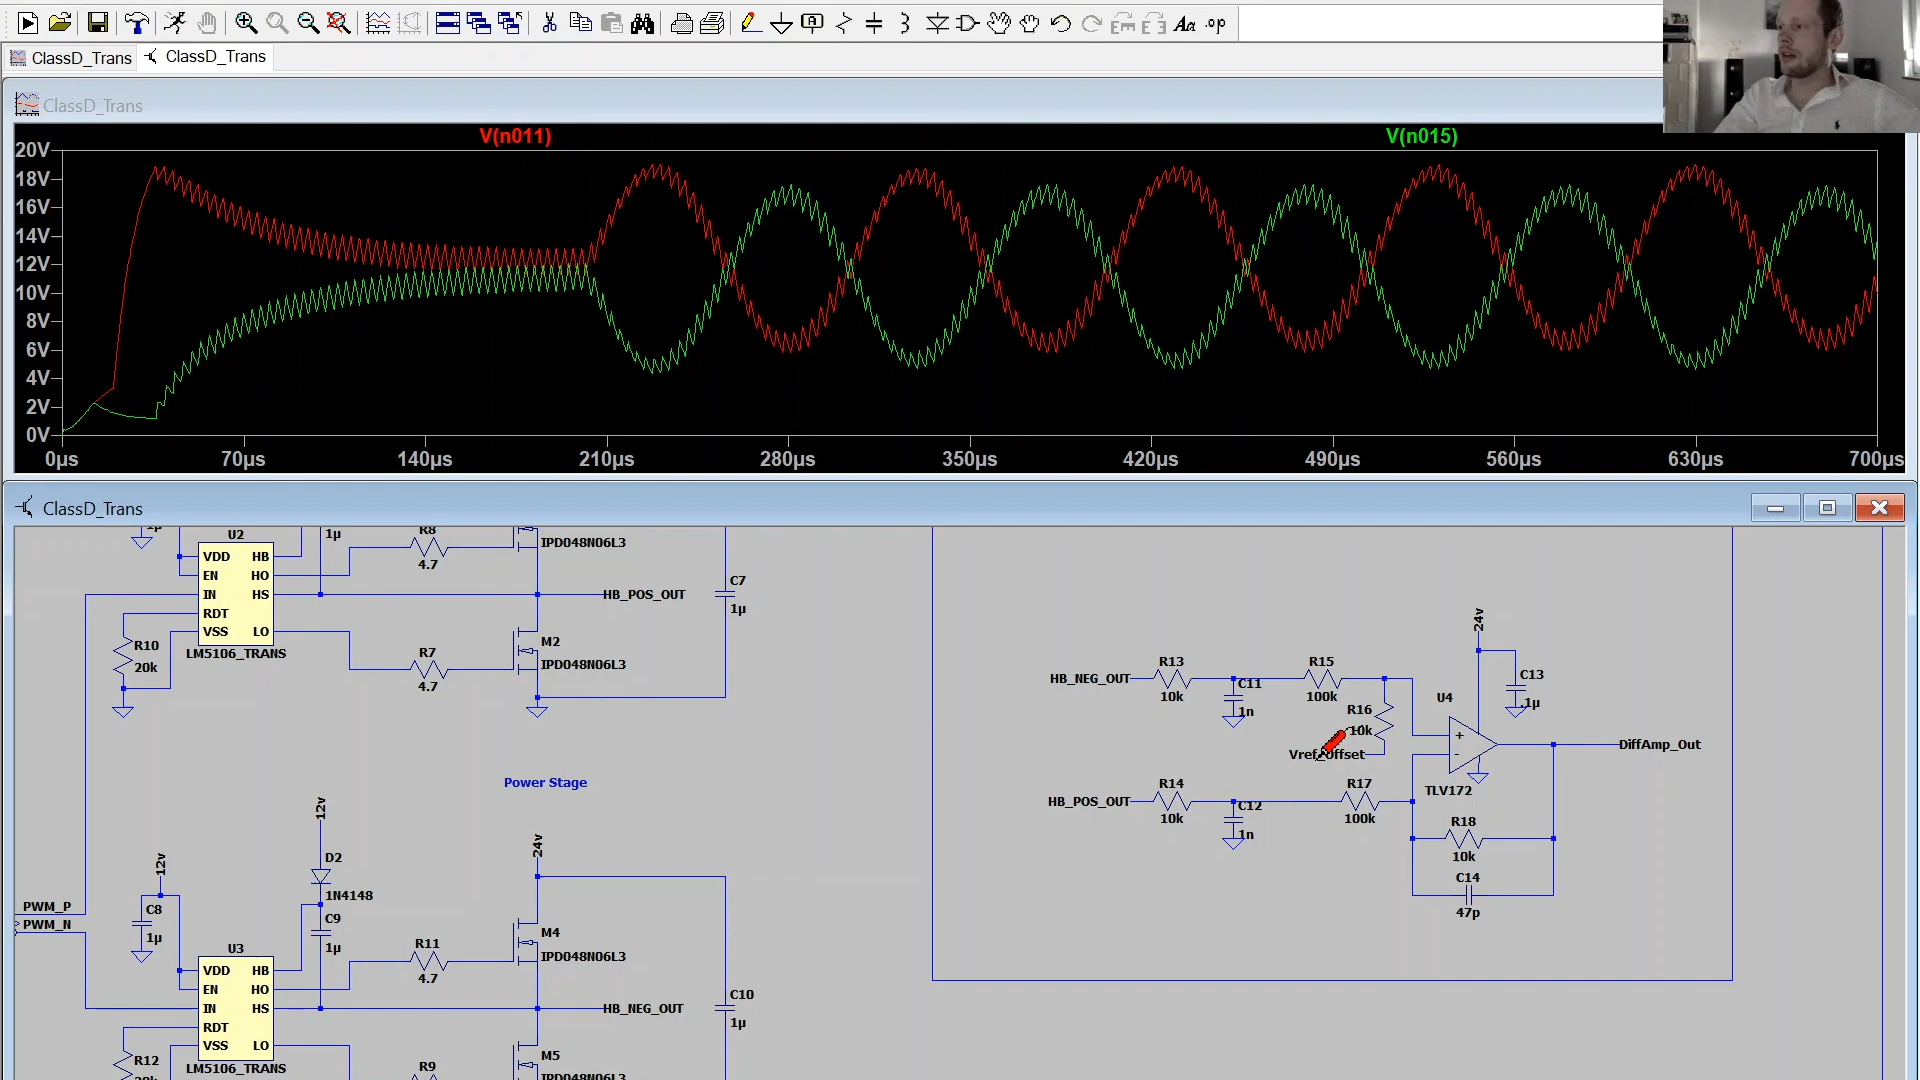 Aa .op
ClassD_Trans
ClassD_Trans
ClassD_Trans
V(n011)
V(n015)
20V
18V
16V
14V
12V
10V
8V
6V
4V
2V
0V
0µs
70µs
140µs
210µs
280µs
350µs
420µs
490µs
560µs
630µs
700µs
ClassD_Trans
U2
VDD HB
EN HO
IN HS
RDT
VSS LO
LM5106_TRANS
R10
20k
1µ
R8
4.7
IPD048N06L3
HB_POS_OUT
C7
1µ
R7
4.7
M2
IPD048N06L3
Power Stage
12v
D2
1N4148
12v
C8
1µ
C9
1µ
PWM_P
PWM_N
U3
VDD HB
EN HO
IN HS
RDT
VSS LO
LM5106_TRANS
R12
R11
4.7
24v
M4
IPD048N06L3
HB_NEG_OUT
C10
1µ
R9
M5
IPD048N06L3
HB_NEG_OUT
R13
10k
C11
1n
R15
100k
R16
10k
Vref_offset
HB_POS_OUT
R14
10k
C12
1n
R17
100k
24v
C13
.1µ
U4
+
-
TLV172
DiffAmp_Out
R18
10k
C14
47p